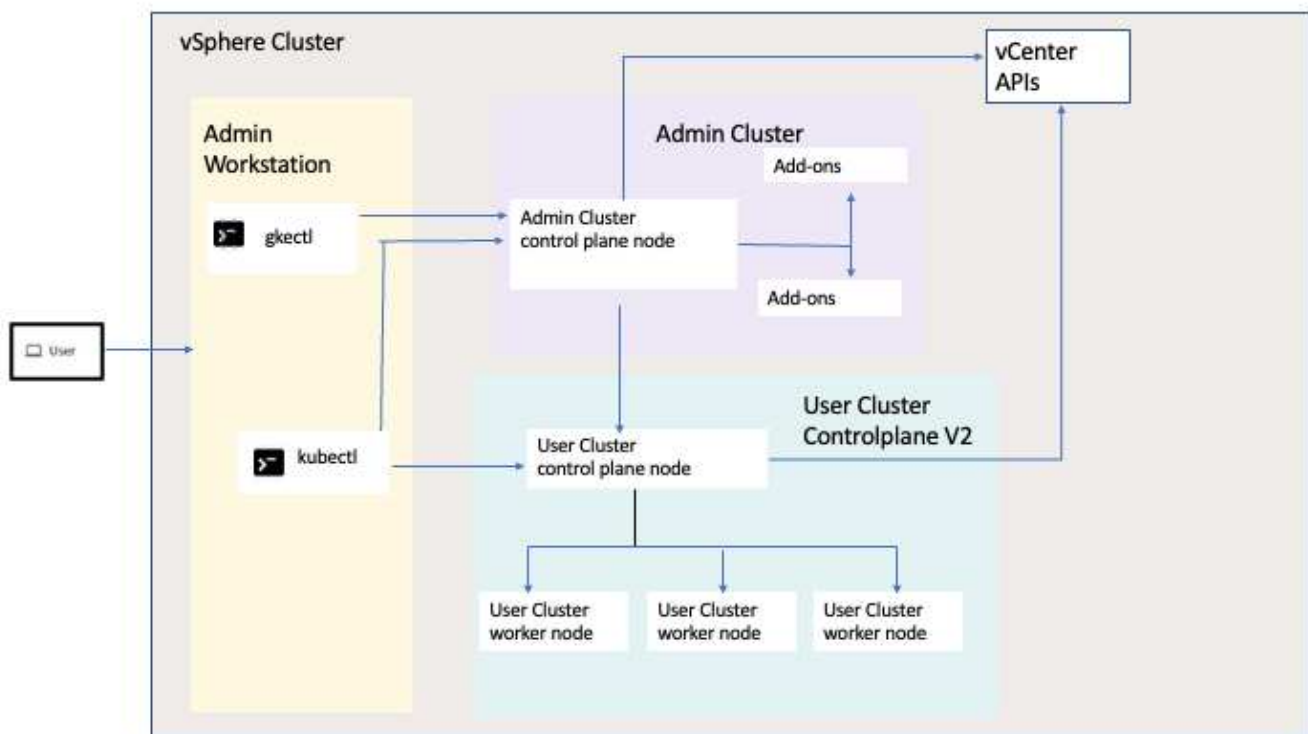 vSphere Cluster
vCenter
APIs
Admin
Workstation
Admin Cluster
Add-ons
gkectl
Admin Cluster
control plane node
Add-ons
User
User Cluster
Controlplane V2
kubectl
User Cluster
control plane node
User Cluster
worker node
User Cluster
worker node
User Cluster
worker node